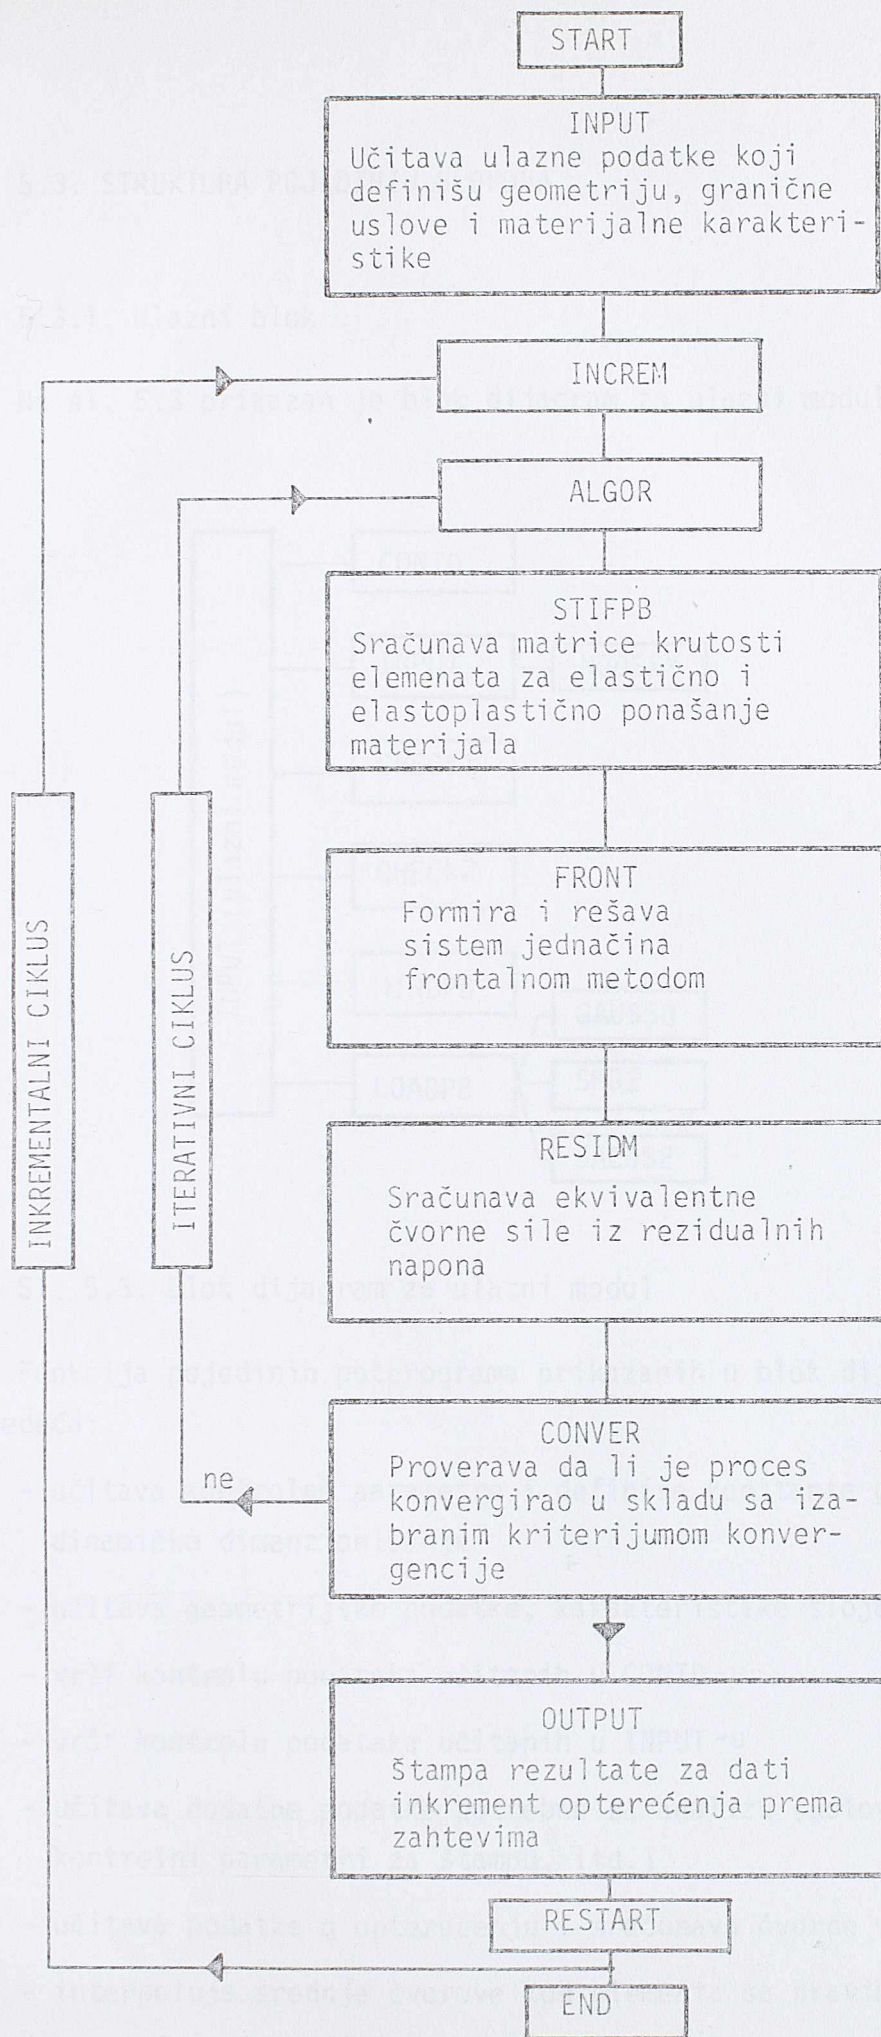 START
INPUT
Učitava ulazne podatke koji
definišu geometriju, granične
uslove i materijalne karakteri-
stike
INCREM
ALGOR
STIFPB
Sračunava matrice krutosti
elemenata za elastično i
elastoplastično ponašanje
materijala
FRONT
Formira i rešava
sistem jednačina
frontalnom metodom
INKREMENTALNI CIKLUS
ITERATIVNI CIKLUS
RESIDM
Sračunava ekvivalentne
čvorne sile iz rezidualnih
napona
CONVER
Proverava da li je proces
konvergirao u skladu sa iza-
branim kriterijumom konver-
gencije
ne
OUTPUT
Štampa rezultate za dati
inkrement opterećenja prema
zahtevima
RESTART
END